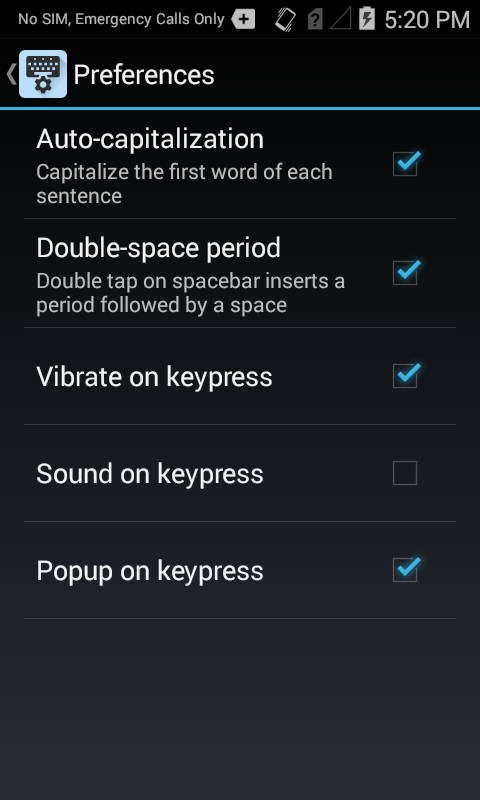 No SIM, Emergency Calls Only 5:20 PM
Preferences
Auto-capitalization
Capitalize the first word of each
sentence
Double-space period
Double tap on spacebar inserts a
period followed by a space
Vibrate on keypress
Sound on keypress
Popup on keypress